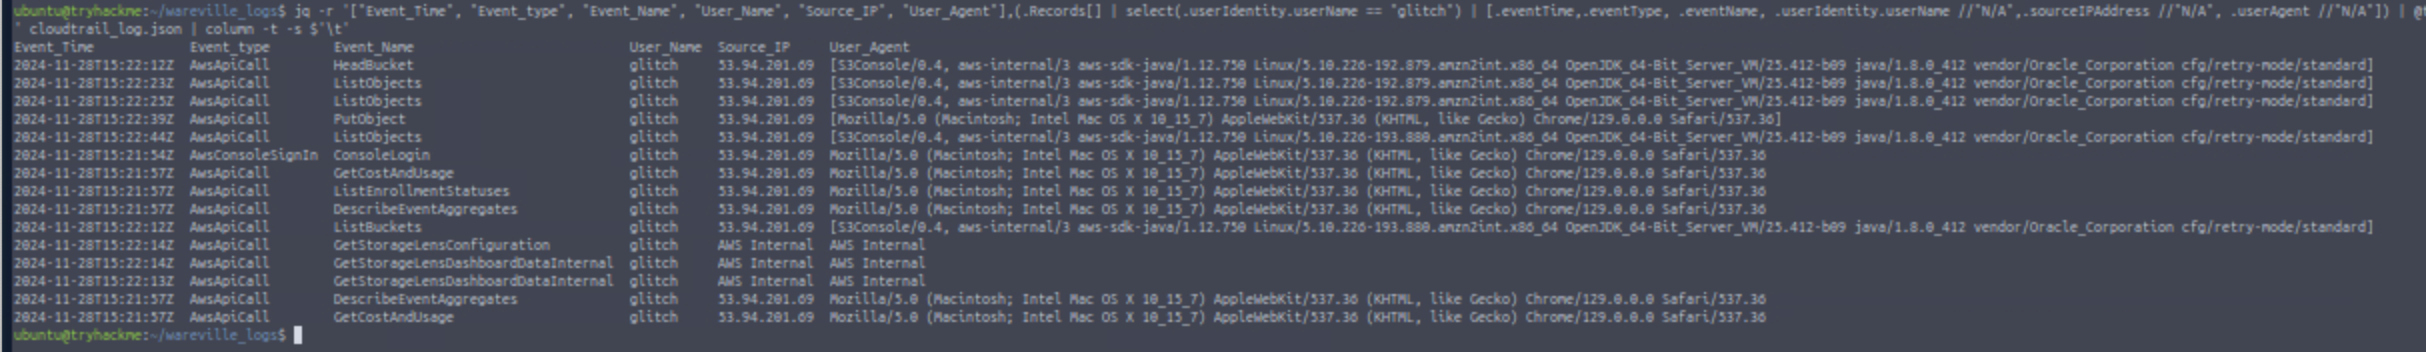 ubuntu@tryhackme:~/wareville_logs$ jq -r '["Event_Time", "Event_type", "Event_Name", "User_Name", "Source_IP", "User_Agent"],(.Records[] | select(.userIdentity.userName == "glitch") | [.eventTime,.eventType, .eventName, .userIdentity.userName //"N/A",.sourceIPAddress //"N/A", .userAgent //"N/A"]) | @t
' cloudtrail_log.json | column -t -s $'\t'
Event_Time Event_type Event_Name User_Name Source_IP User_Agent
2024-11-28T15:22:12Z AwsApiCall HeadBucket glitch 53.94.201.69 [S3Console/0.4, aws-internal/3 aws-sdk-java/1.12.750 Linux/5.10.226-192.879.amzn2int.x86_64 OpenJDK_64-Bit_Server_VM/25.412-b09 java/1.8.0_412 vendor/Oracle_Corporation cfg/retry-mode/standard]
2024-11-28T15:22:23Z AwsApiCall ListObjects glitch 53.94.201.69 [S3Console/0.4, aws-internal/3 aws-sdk-java/1.12.750 Linux/5.10.226-192.879.amzn2int.x86_64 OpenJDK_64-Bit_Server_VM/25.412-b09 java/1.8.0_412 vendor/Oracle_Corporation cfg/retry-mode/standard]
2024-11-28T15:22:25Z AwsApiCall ListObjects glitch 53.94.201.69 [S3Console/0.4, aws-internal/3 aws-sdk-java/1.12.750 Linux/5.10.226-192.879.amzn2int.x86_64 OpenJDK_64-Bit_Server_VM/25.412-b09 java/1.8.0_412 vendor/Oracle_Corporation cfg/retry-mode/standard]
2024-11-28T15:22:39Z AwsApiCall PutObject glitch 53.94.201.69 [Mozilla/5.0 (Macintosh; Intel Mac OS X 10_15_7) AppleWebKit/537.36 (KHTML, like Gecko) Chrome/129.0.0.0 Safari/537.36]
2024-11-28T15:22:44Z AwsApiCall ListObjects glitch 53.94.201.69 [S3Console/0.4, aws-internal/3 aws-sdk-java/1.12.750 Linux/5.10.226-193.880.amzn2int.x86_64 OpenJDK_64-Bit_Server_VM/25.412-b09 java/1.8.0_412 vendor/Oracle_Corporation cfg/retry-mode/standard]
2024-11-28T15:21:54Z AwsConsoleSignIn ConsoleLogin glitch 53.94.201.69 Mozilla/5.0 (Macintosh; Intel Mac OS X 10_15_7) AppleWebKit/537.36 (KHTML, like Gecko) Chrome/129.0.0.0 Safari/537.36
2024-11-28T15:21:57Z AwsApiCall GetCostAndUsage glitch 53.94.201.69 Mozilla/5.0 (Macintosh; Intel Mac OS X 10_15_7) AppleWebKit/537.36 (KHTML, like Gecko) Chrome/129.0.0.0 Safari/537.36
2024-11-28T15:21:57Z AwsApiCall ListEnrollmentStatuses glitch 53.94.201.69 Mozilla/5.0 (Macintosh; Intel Mac OS X 10_15_7) AppleWebKit/537.36 (KHTML, like Gecko) Chrome/129.0.0.0 Safari/537.36
2024-11-28T15:21:57Z AwsApiCall DescribeEventAggregates glitch 53.94.201.69 Mozilla/5.0 (Macintosh; Intel Mac OS X 10_15_7) AppleWebKit/537.36 (KHTML, like Gecko) Chrome/129.0.0.0 Safari/537.36
2024-11-28T15:22:12Z AwsApiCall ListBuckets glitch 53.94.201.69 [S3Console/0.4, aws-internal/3 aws-sdk-java/1.12.750 Linux/5.10.226-193.880.amzn2int.x86_64 OpenJDK_64-Bit_Server_VM/25.412-b09 java/1.8.0_412 vendor/Oracle_Corporation cfg/retry-mode/standard]
2024-11-28T15:22:14Z AwsApiCall GetStorageLensConfiguration glitch AWS Internal AWS Internal
2024-11-28T15:22:14Z AwsApiCall GetStorageLensDashboardDataInternal glitch AWS Internal AWS Internal
2024-11-28T15:22:13Z AwsApiCall GetStorageLensDashboardDataInternal glitch AWS Internal AWS Internal
2024-11-28T15:21:57Z AwsApiCall DescribeEventAggregates glitch 53.94.201.69 Mozilla/5.0 (Macintosh; Intel Mac OS X 10_15_7) AppleWebKit/537.36 (KHTML, like Gecko) Chrome/129.0.0.0 Safari/537.36
2024-11-28T15:21:57Z AwsApiCall GetCostAndUsage glitch 53.94.201.69 Mozilla/5.0 (Macintosh; Intel Mac OS X 10_15_7) AppleWebKit/537.36 (KHTML, like Gecko) Chrome/129.0.0.0 Safari/537.36
ubuntu@tryhackme:~/wareville_logs$